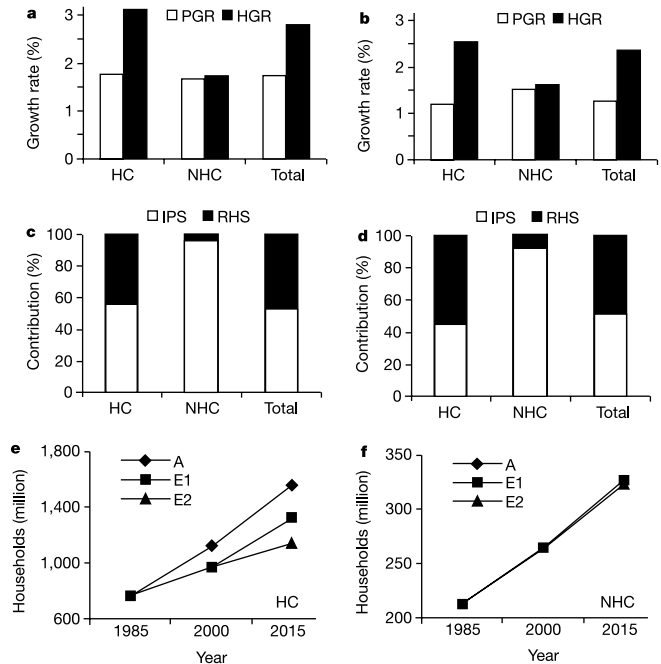 a
PGR HGR
Growth rate (%)
3
2
1
0
HC NHC Total
b
PGR HGR
Growth rate (%)
3
2
1
0
HC NHC Total
c
IPS RHS
Contribution (%)
100
80
60
40
20
0
HC NHC Total
d
IPS RHS
Contribution (%)
100
80
60
40
20
0
HC NHC Total
e
A
E1
E2
Households (million)
1,800
1,400
1,000
600
HC
1985 2000 2015
Year
f
A
E1
E2
Households (million)
350
300
250
200
NHC
1985 2000 2015
Year